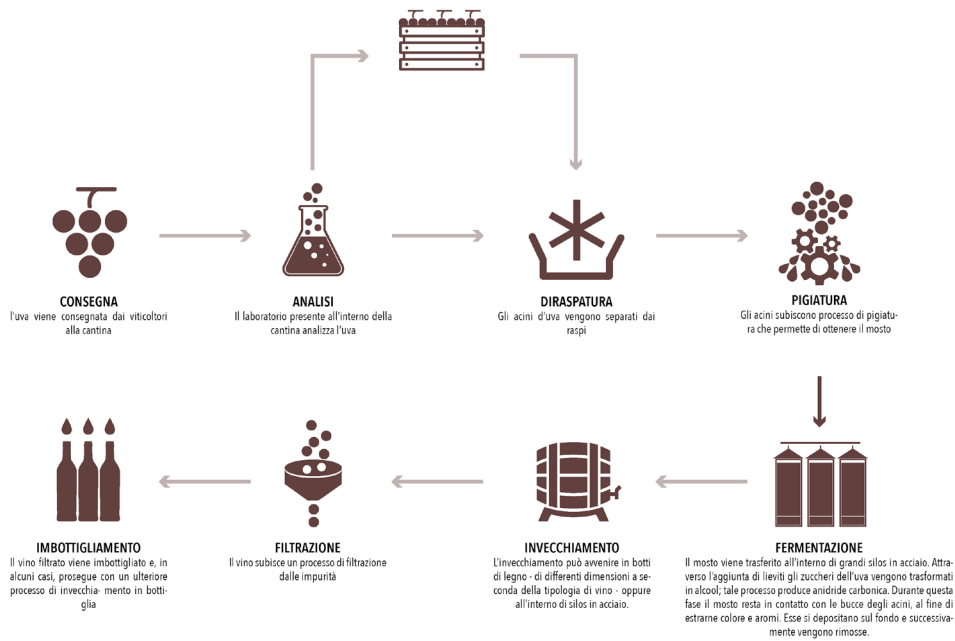 CONSEGNA
l'uva viene consegnata dai viticoltori
alla cantina
ANALISI
Il laboratorio presente all'interno della
cantina analizza l'uva
DIRASPATURA
Gli acini d'uva vengono separati dai
raspi
PIGIATURA
Gli acini subiscono processo di pigiatu-
ra che permette di ottenere il mosto
FERMENTAZIONE
Il mosto viene trasferito all'interno di grandi silos in acciaio. Attra-
verso l'aggiunta di lieviti gli zuccheri dell'uva vengono trasformati
in alcool; tale processo produce anidride carbonica. Durante questa
fase il mosto resta in contatto con le bucce degli acini, al fine di
estrarne colore e aromi. Esse si depositano sul fondo e successiva-
mente vengono rimosse.
INVECCHIAMENTO
L'invecchiamento può avvenire in botti
di legno - di differenti dimensioni a se-
conda della tipologia di vino - oppure
all'interno di silos in acciaio.
FILTRAZIONE
Il vino subisce un processo di filtrazione
dalle impurità
IMBOTTIGLIAMENTO
Il vino filtrato viene imbottigliato e, in
alcuni casi, prosegue con un ulteriore
processo di invecchia- mento in botti-
glia